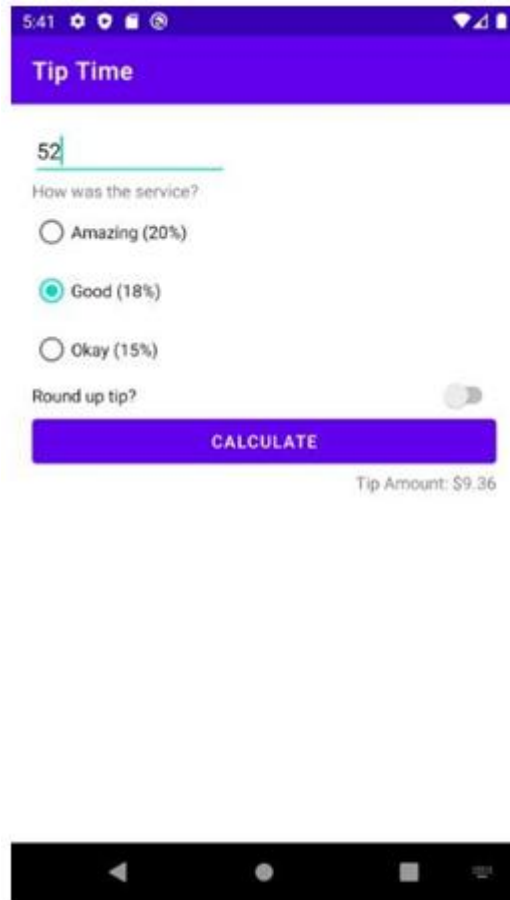 5:41
Tip Time
52
How was the service?
Amazing (20%)
Good (18%)
Okay (15%)
Round up tip?
CALCULATE
Tip Amount: $9.36